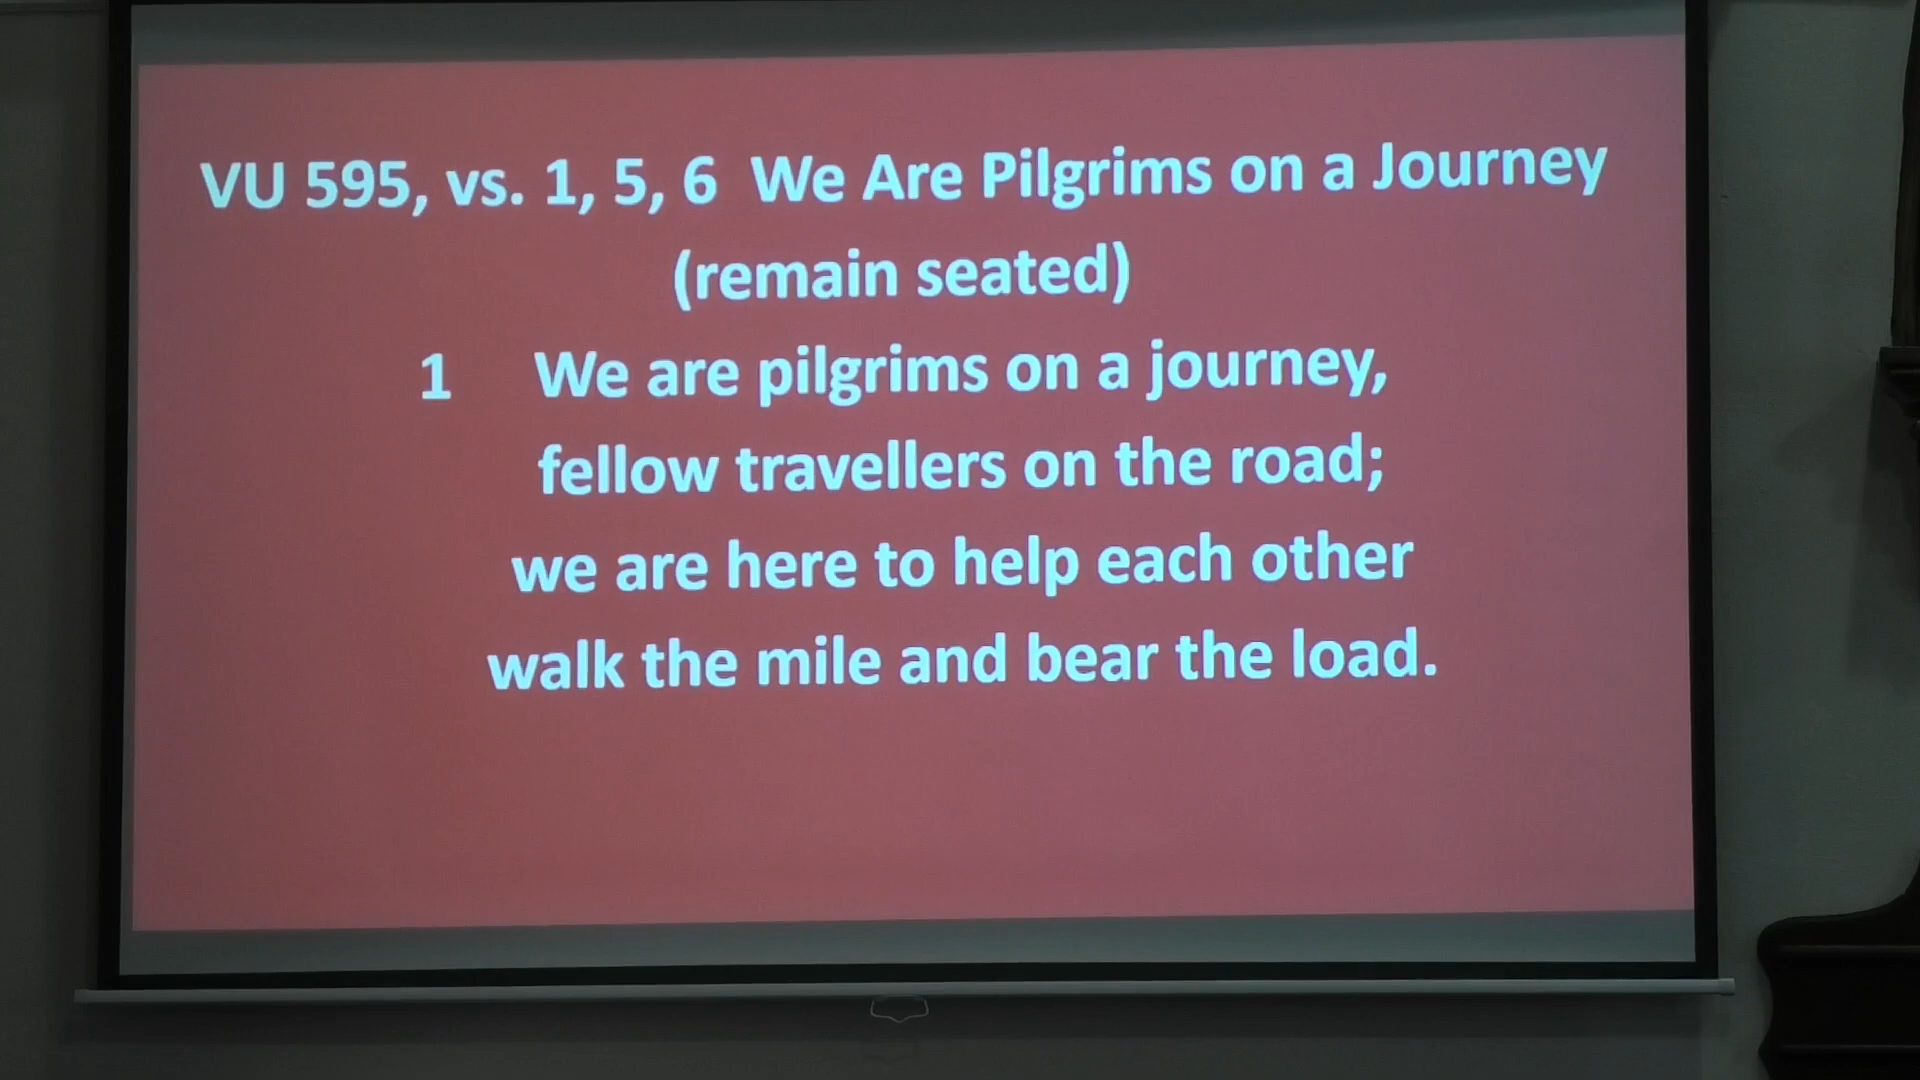 VU 595, vs. 1, 5, 6 We Are Pilgrims on a Journey
(remain seated)
1 We are pilgrims on a journey,
fellow travellers on the road;
we are here to help each other
walk the mile and bear the load.